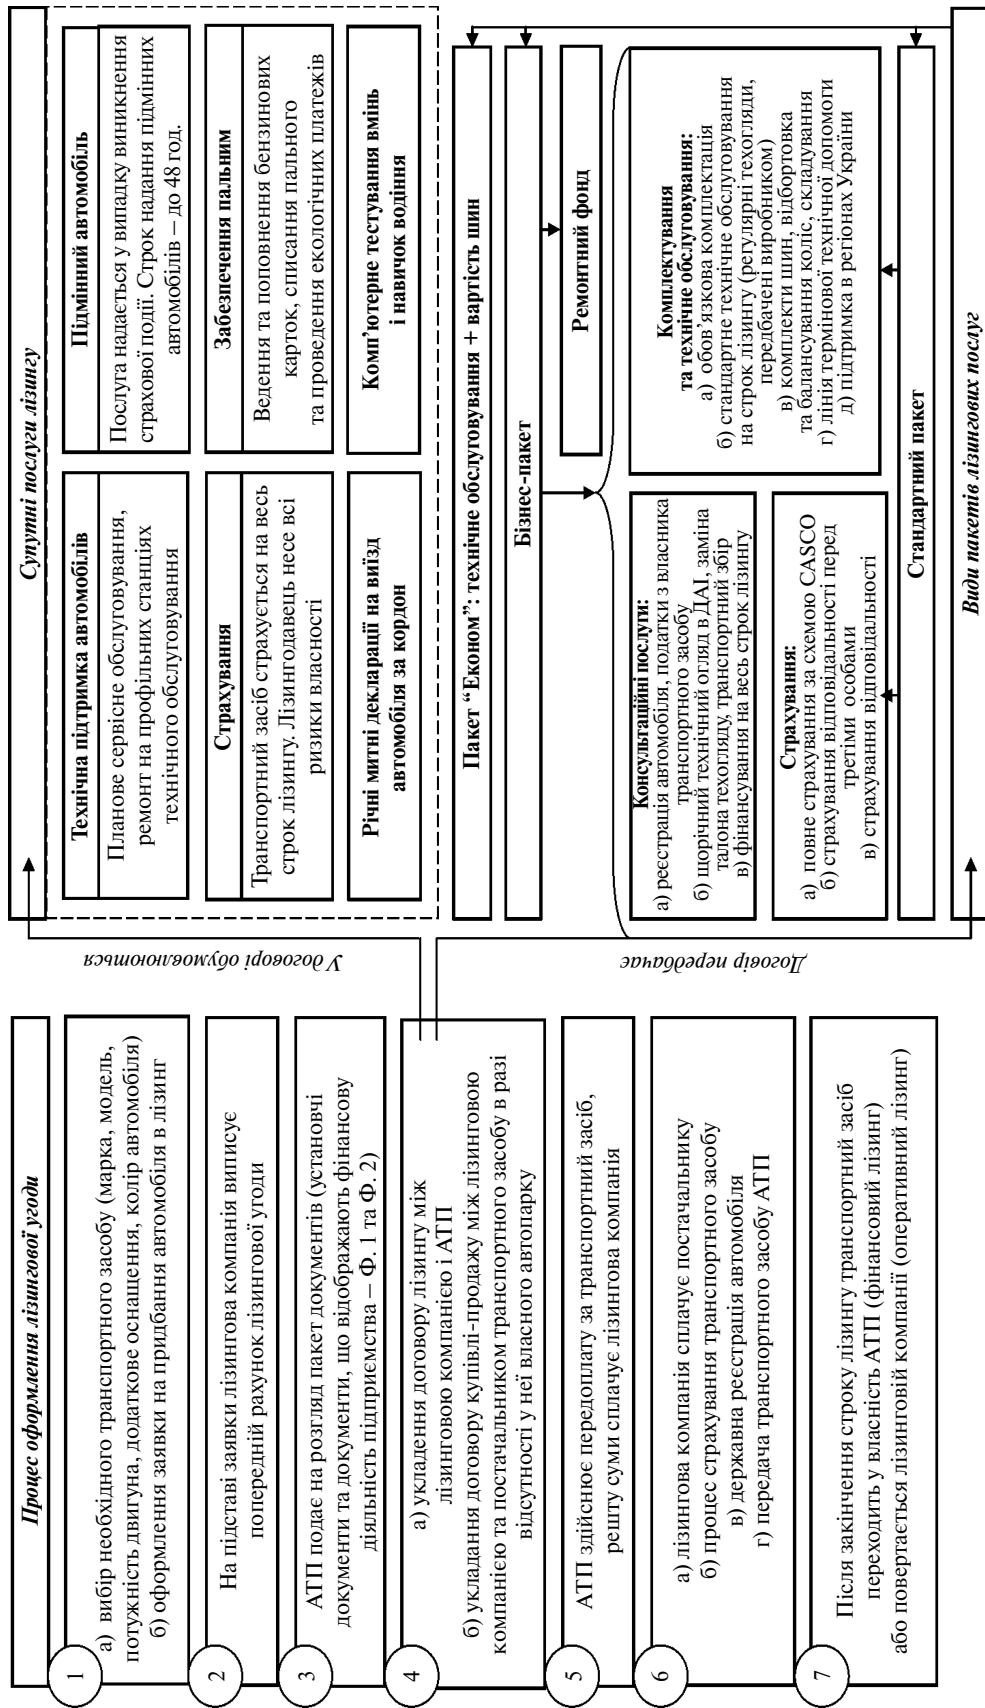 Процес оформлення лізингової угоди
1
а) вибір необхідного транспортного засобу (марка, модель,
потужність двигуна, додаткове оснащення, колір автомобіля)
б) оформлення заявки на придбання автомобіля в лізинг
2
На підставі заявки лізингова компанія виписує
попередній рахунок лізингової угоди
3
АТП подає на розгляд пакет документів (установчі
документи та документи, що відображають фінансову
діяльність підприємства – Ф. 1 та Ф. 2)
4
а) укладення договору лізингу між
лізинговою компанією і АТП
б) укладання договору купівлі-продажу між лізинговою
компанією та постачальником транспортного засобу в разі
відсутності у неї власного автопарку
5
АТП здійснює передоплату за транспортний засіб,
решту суми сплачує лізингова компанія
6
а) лізингова компанія сплачує постачальнику
б) процес страхування транспортного засобу
в) державна реєстрація автомобіля
г) передача транспортного засобу АТП
7
Після закінчення строку лізингу транспортний засіб
переходить у власність АТП (фінансовий лізинг)
або повертається лізинговій компанії (оперативний лізинг)
У договорі обумовлюються
Договір передбачає
Супутні послуги лізингу
Технічна підтримка автомобілів
Планове сервісне обслуговування,
ремонт на профільних станціях
технічного обслуговування
Підмінний автомобіль
Послуга надається у випадку виникнення
страхової події. Строк надання підмінних
автомобілів – до 48 год.
Страхування
Транспортний засіб страхується на весь
строк лізингу. Лізингодавець несе всі
ризики власності
Забезпечення пальним
Ведення та поповнення бензинових
карток, списання пального
та проведення екологічних платежів
Річні митні декларації на виїзд
автомобіля за кордон
Комп’ютерне тестування вмінь
і навичок водіння
Пакет “Економ”: технічне обслуговування + вартість шин
Бізнес-пакет
Ремонтний фонд
Консультаційні послуги:
а) реєстрація автомобіля, податки з власника
транспортного засобу
б) щорічний технічний огляд в ДАІ, заміна
талона техогляду, транспортний збір
в) фінансування на весь строк лізингу
Комплектування
та технічне обслуговування:
а) обов’язкова комплектація
б) стандартне технічне обслуговування
на строк лізингу (регулярні техогляди,
передбачені виробником)
в) комплекти шин, відбортовка
та балансування коліс, складування
г) лінія термінової технічної допомоги
д) підтримка в регіонах України
Страхування:
а) повне страхування за схемою CASCO
б) страхування відповідальності перед
третіми особами
в) страхування відповідальності
Стандартний пакет
Види пакетів лізингових послуг